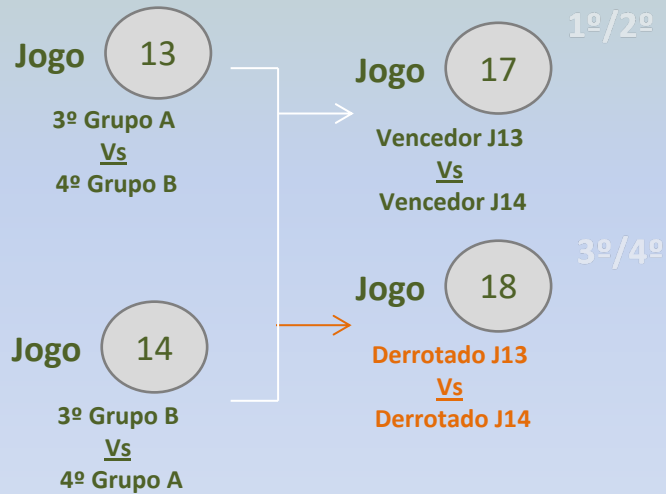 Jogo 13
3º Grupo A
Vs
4º Grupo B
Jogo 14
3º Grupo B
Vs
4º Grupo A
1º/2º
Jogo 17
Vencedor J13
Vs
Vencedor J14
3º/4º
Jogo 18
Derrotado J13
Vs
Derrotado J14